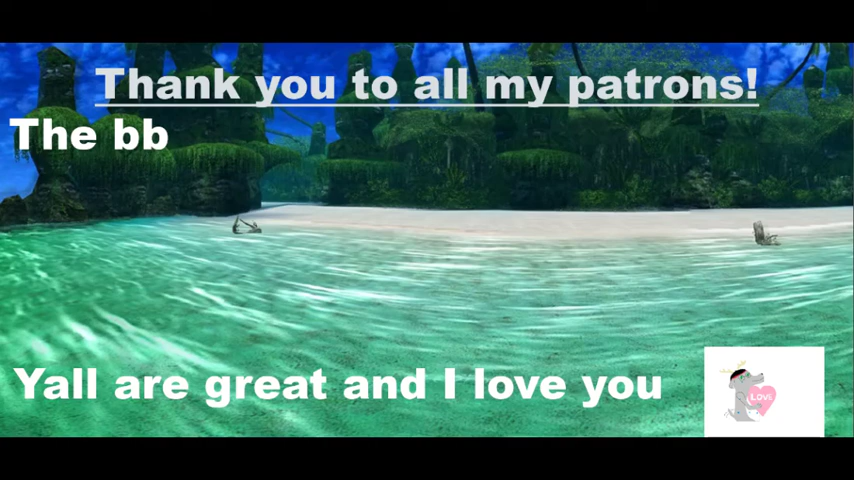 Thank you to all my patrons!
The bb
Yall are great and I love you
LOVE